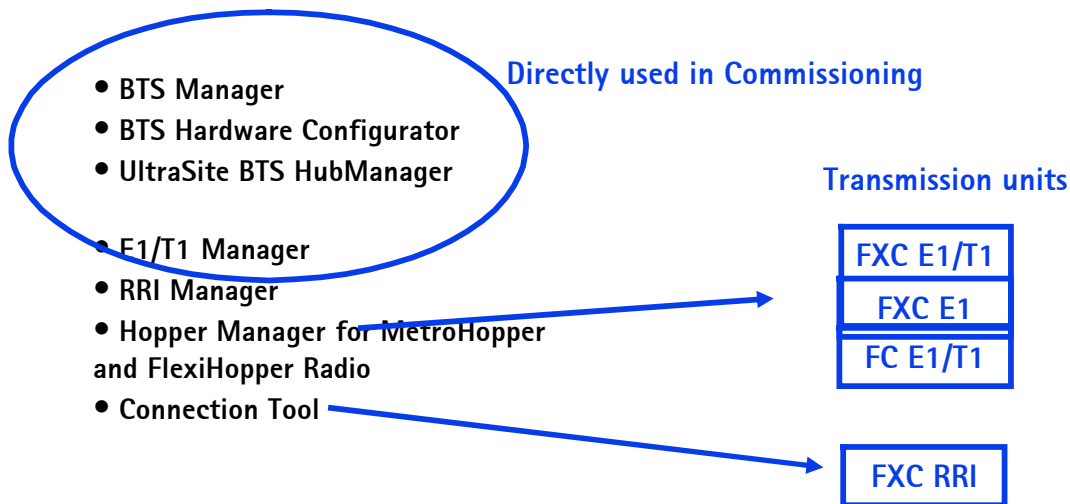 • BTS Manager
• BTS Hardware Configurator
• UltraSite BTS HubManager
• E1/T1 Manager
• RRI Manager
• Hopper Manager for MetroHopper
and FlexiHopper Radio
• Connection Tool
Directly used in Commissioning
Transmission units
FXC E1/T1
FXC E1
FC E1/T1
FXC RRI